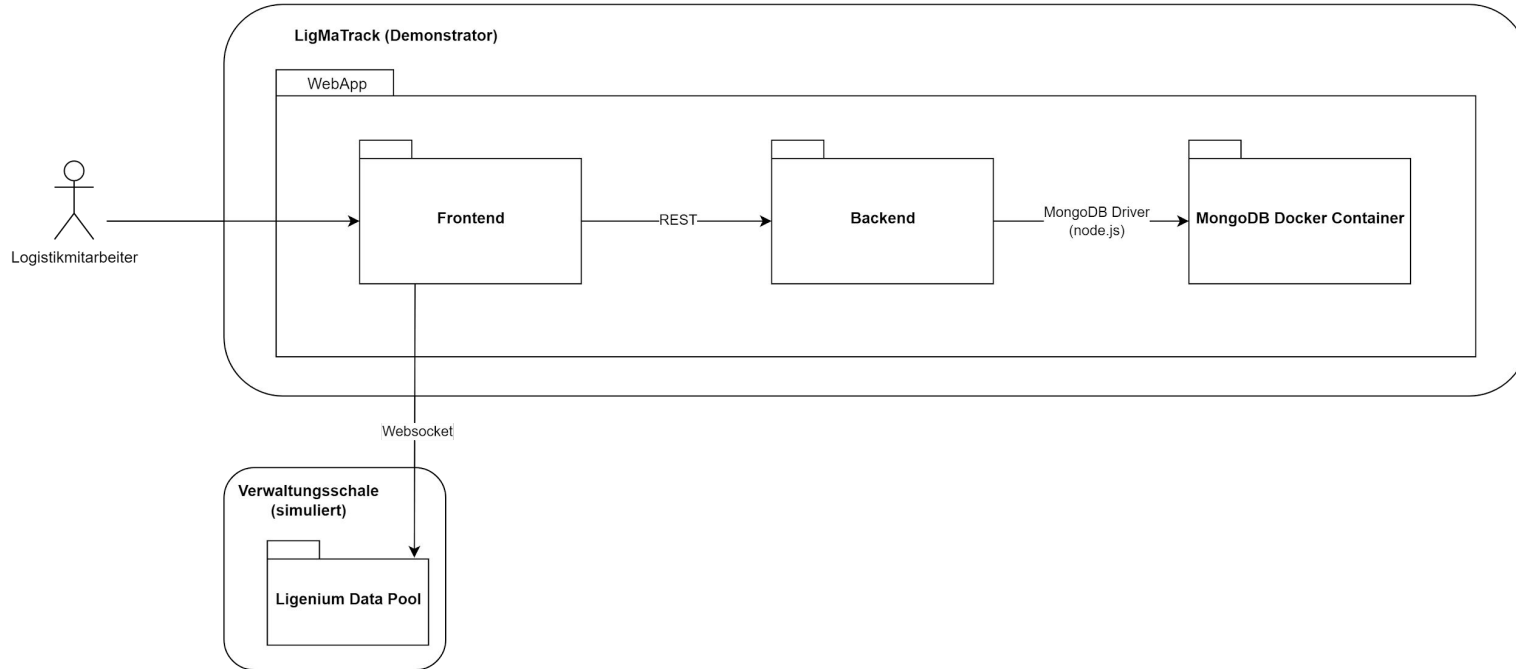 LigMaTrack (Demonstrator)
WebApp
Frontend
REST
Backend
MongoDB Driver
(node.js)
MongoDB Docker Container
Logistikmitarbeiter
Websocket
Verwaltungsschale
(simuliert)
Ligenium Data Pool